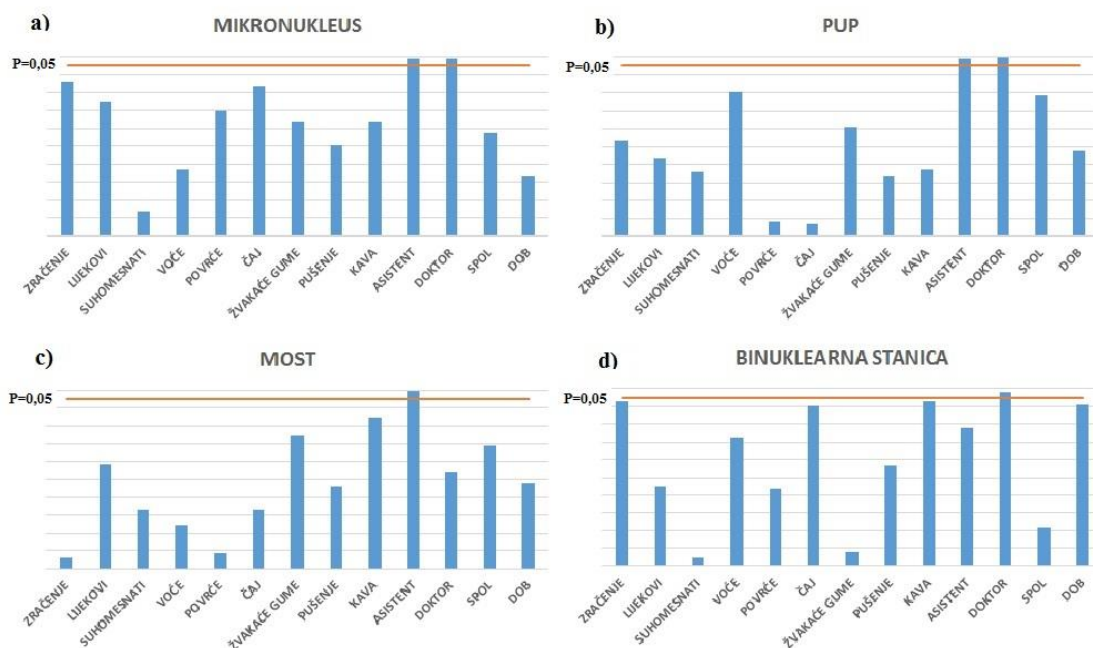 a)
MIKRONUKLEUS
P=0,05
ZRAČENJE
LIJEKOVI
SUHOMESNATI
VOĆE
POVRĆE
ČAJ
ŽVAKAĆE GUME
PUŠENJE
KAVA
ASISTENT
DOKTOR
SPOL
DOB
b)
PUP
P=0,05
ZRAČENJE
LIJEKOVI
SUHOMESNATI
VOĆE
POVRĆE
ČAJ
ŽVAKAĆE GUME
PUŠENJE
KAVA
ASISTENT
DOKTOR
SPOL
DOB
c)
MOST
P=0,05
ZRAČENJE
LIJEKOVI
SUHOMESNATI
VOĆE
POVRĆE
ČAJ
ŽVAKAĆE GUME
PUŠENJE
KAVA
ASISTENT
DOKTOR
SPOL
DOB
d)
BINUKLEARNA STANICA
P=0,05
ZRAČENJE
LIJEKOVI
SUHOMESNATI
VOĆE
POVRĆE
ČAJ
ŽVAKAĆE GUME
PUŠENJE
KAVA
ASISTENT
DOKTOR
SPOL
DOB